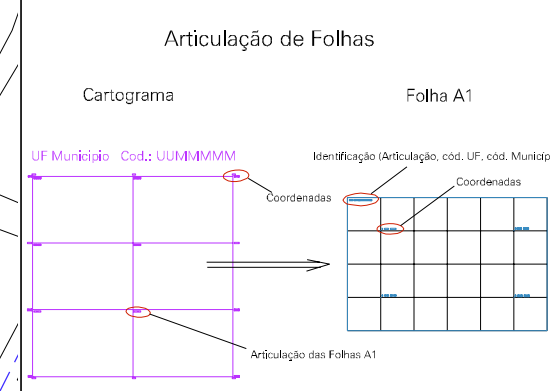 Articulação de Folhas
Cartograma
Folha A1
UF Municipio Cod.: UUMMMMM
Identificação (Articulação, cód. UF, cód. Municíp
Coordenadas
Coordenadas
Articulação das Folhas A1